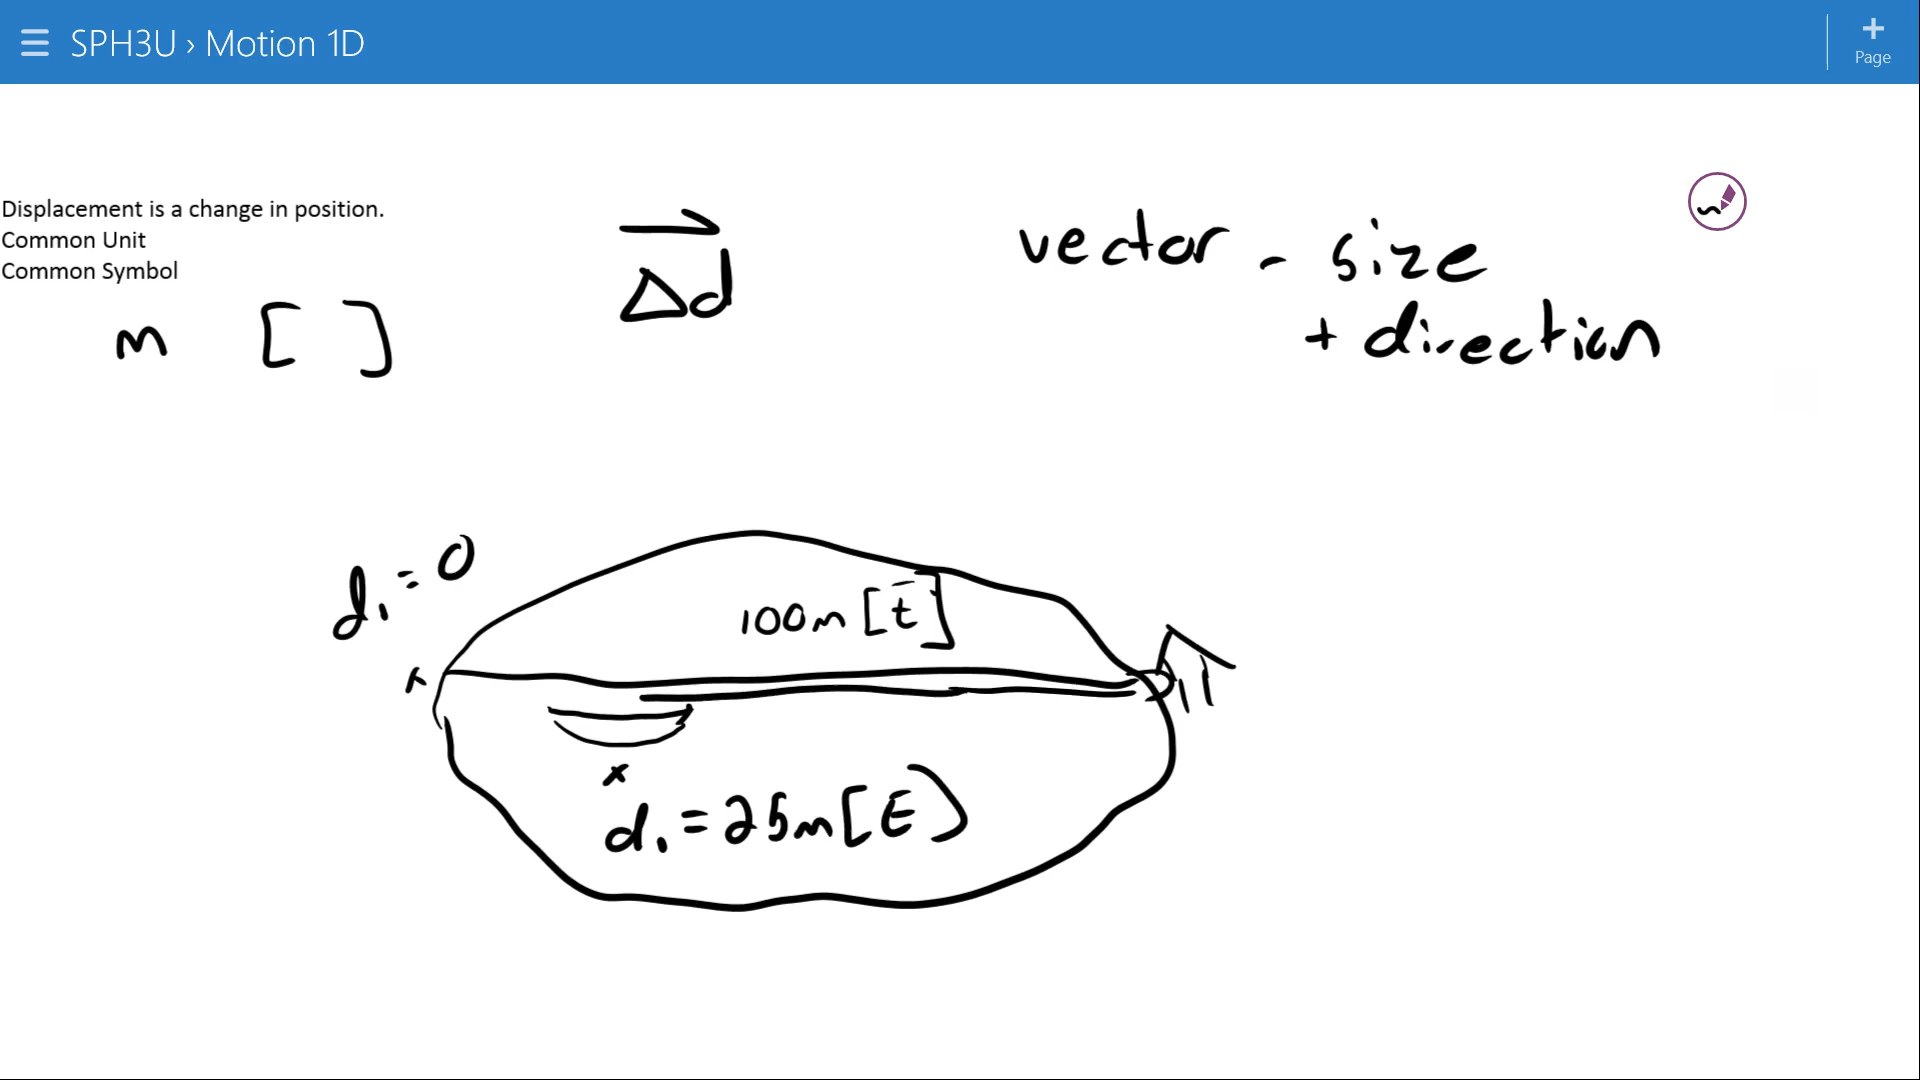 SPH3U › Motion 1D
Page
Displacement is a change in position.
Common Unit
Common Symbol
m [ ]
Δd
vector - size
+ direction
d₁ = 0
100m [E]
x
x
d₁ = 25m [E]